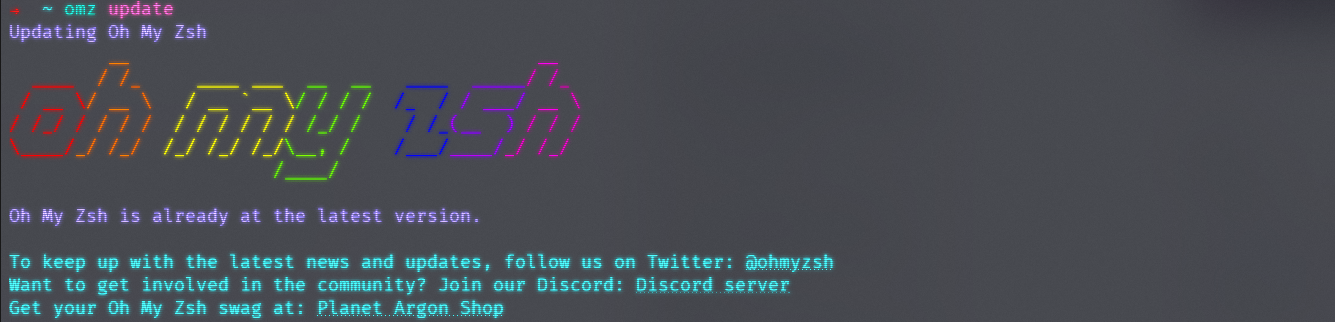 → ~ omz update
Updating Oh My Zsh
oh my zsh
Oh My Zsh is already at the latest version.
To keep up with the latest news and updates, follow us on Twitter: @ohmyzsh
Want to get involved in the community? Join our Discord: Discord server
Get your Oh My Zsh swag at: Planet Argon Shop